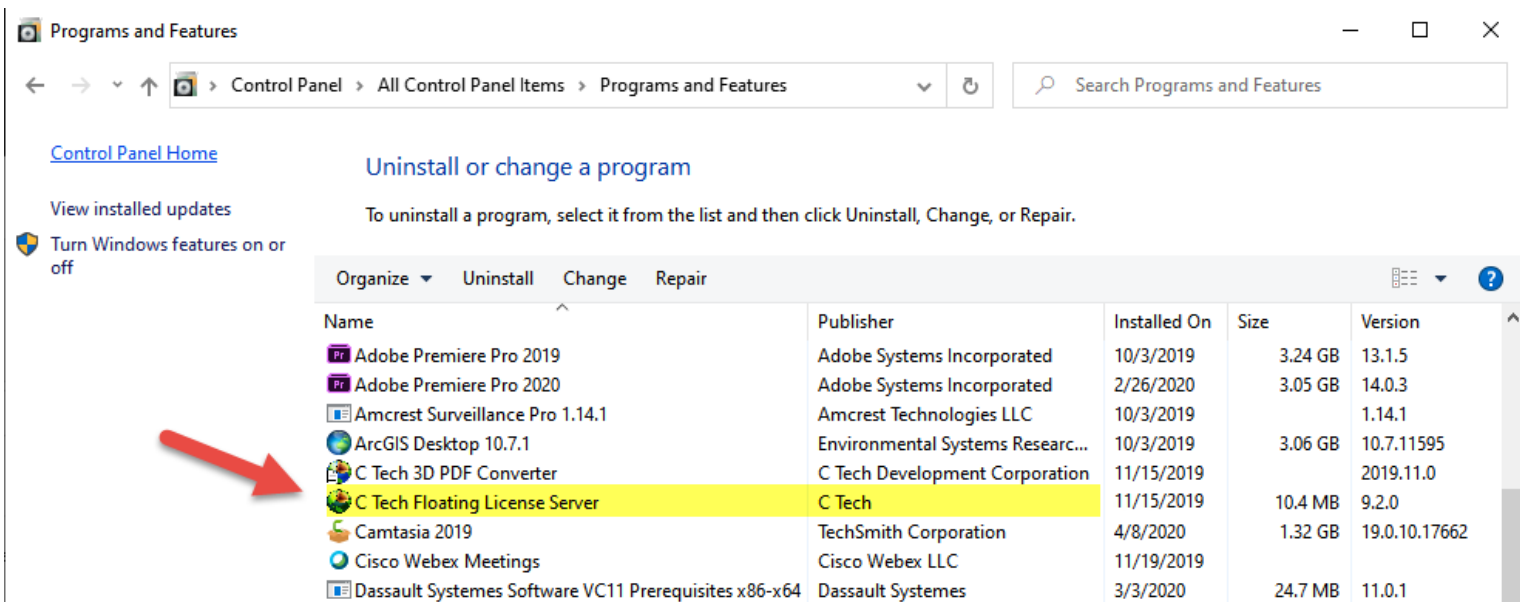 Programs and Features
Control Panel > All Control Panel Items > Programs and Features
Search Programs and Features
Control Panel Home
View installed updates
Turn Windows features on or
off
Uninstall or change a program
To uninstall a program, select it from the list and then click Uninstall, Change, or Repair.
Organize Uninstall Change Repair
?
Name Publisher Installed On Size Version
Pr Adobe Premiere Pro 2019 Adobe Systems Incorporated 10/3/2019 3.24 GB 13.1.5
Pr Adobe Premiere Pro 2020 Adobe Systems Incorporated 2/26/2020 3.05 GB 14.0.3
Amcrest Surveillance Pro 1.14.1 Amcrest Technologies LLC 10/3/2019 1.14.1
ArcGIS Desktop 10.7.1 Environmental Systems Researc... 10/3/2019 3.06 GB 10.7.11595
C Tech 3D PDF Converter C Tech Development Corporation 11/15/2019 2019.11.0
C Tech Floating License Server C Tech 11/15/2019 10.4 MB 9.2.0
Camtasia 2019 TechSmith Corporation 4/8/2020 1.32 GB 19.0.10.17662
Cisco Webex Meetings Cisco Webex LLC 11/19/2019
Dassault Systemes Software VC11 Prerequisites x86-x64 Dassault Systemes 3/3/2020 24.7 MB 11.0.1